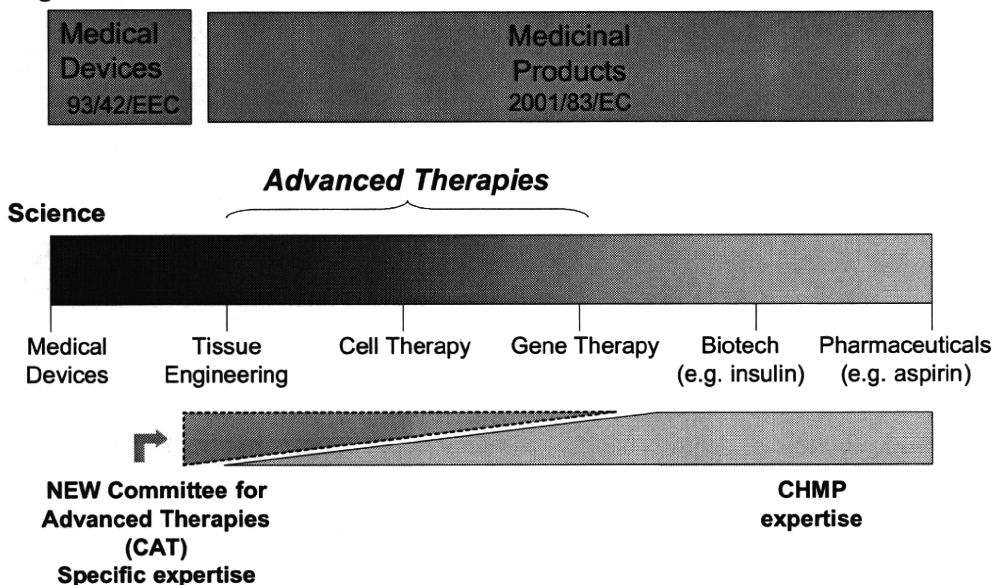 Medical
Devices
93/42/EEC
Medicinal
Products
2001/83/EC
Advanced Therapies
Science
Medical
Devices
Tissue
Engineering
Cell Therapy
Gene Therapy
Biotech
(e.g. insulin)
Pharmaceuticals
(e.g. aspirin)
NEW Committee for
Advanced Therapies
(CAT)
Specific expertise
CHMP
expertise